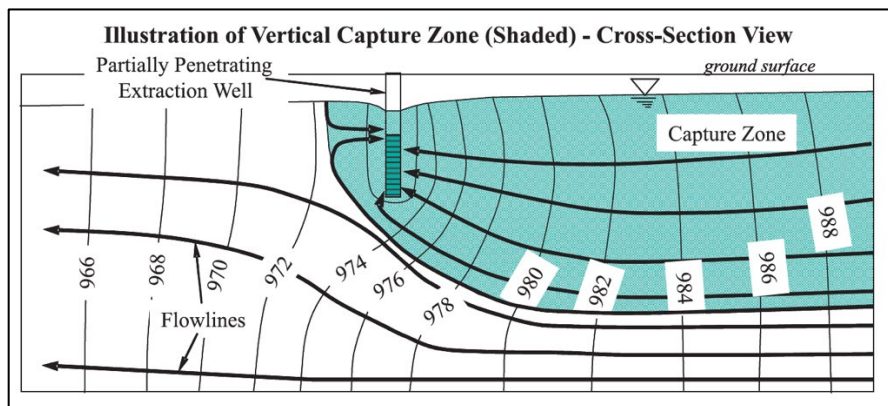 Illustration of Vertical Capture Zone (Shaded) - Cross-Section View
Partially Penetrating
Extraction Well
ground surface
Capture Zone
966
968
970
972
974
976
978
980
982
984
986
988
Flowlines